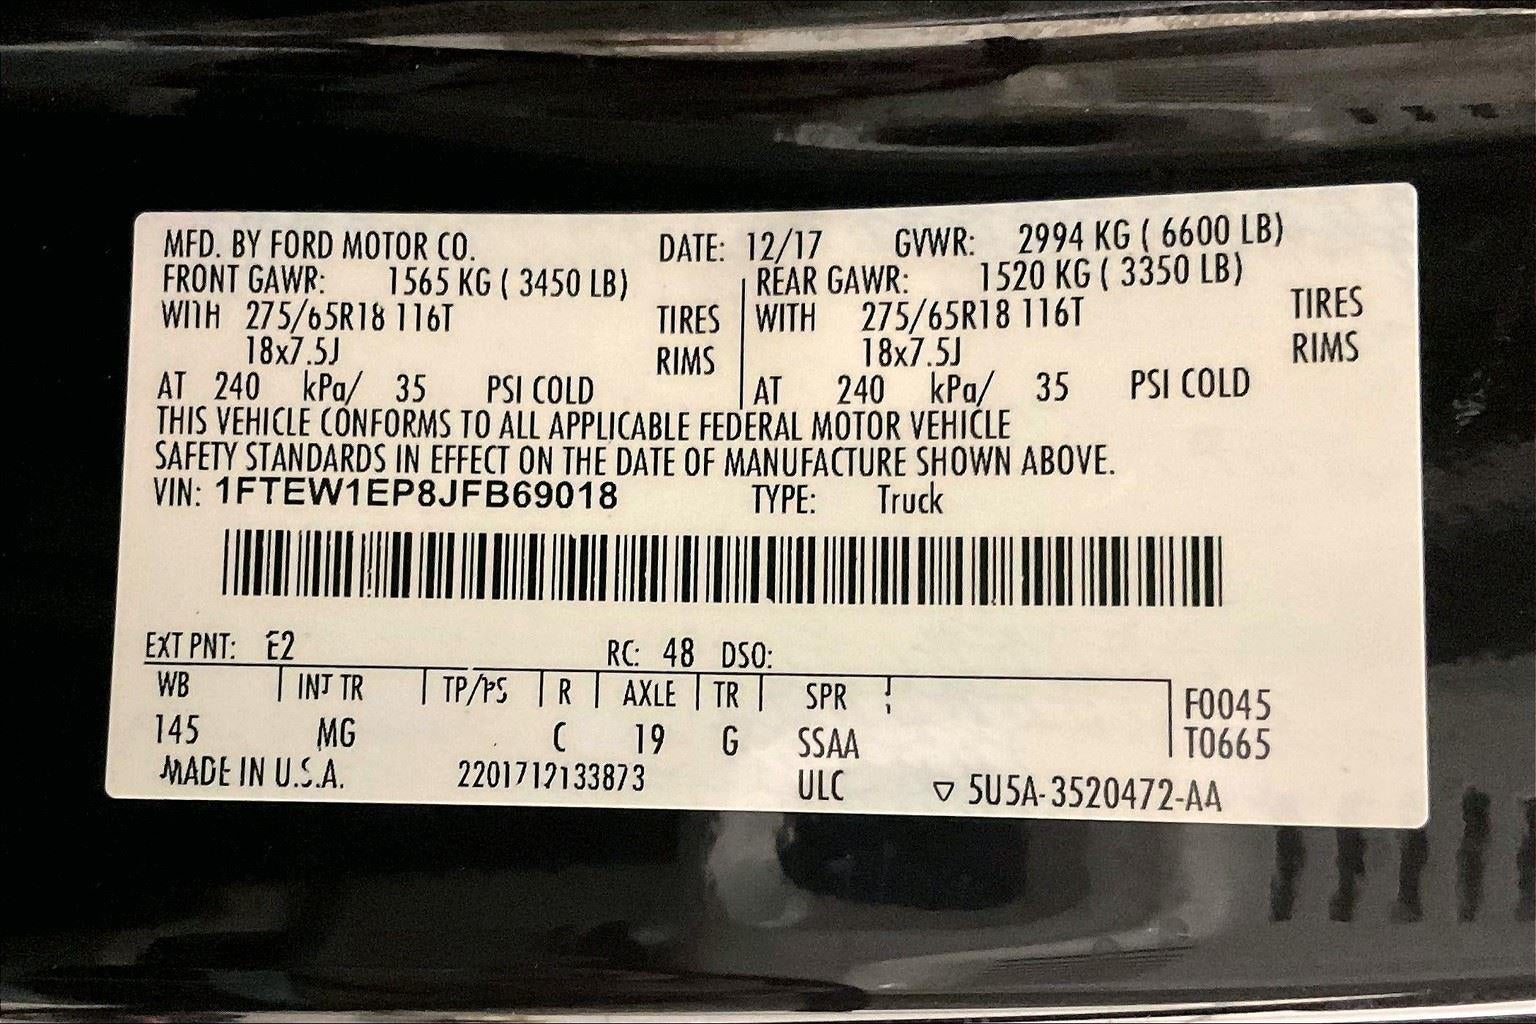 MFD. BY FORD MOTOR CO. DATE: 12/17 GVWR: 2994 KG ( 6600 LB)
FRONT GAWR: 1565 KG ( 3450 LB) REAR GAWR: 1520 KG ( 3350 LB)
WITH 275/65R18 116T TIRES WITH 275/65R18 116T TIRES
18x7.5J RIMS 18x7.5J RIMS
AT 240 kPa/ 35 PSI COLD AT 240 kPa/ 35 PSI COLD
THIS VEHICLE CONFORMS TO ALL APPLICABLE FEDERAL MOTOR VEHICLE
SAFETY STANDARDS IN EFFECT ON THE DATE OF MANUFACTURE SHOWN ABOVE.
VIN: 1FTEW1EP8JFB69018 TYPE: Truck
EXT PNT: E2 RC: 48 DSO:
WB INT TR TP/PS R AXLE TR SPR F0045
145 MG C 19 G SSAA T0665
MADE IN U.S.A. 2201712133873 ULC ▽ 5U5A-3520472-AA